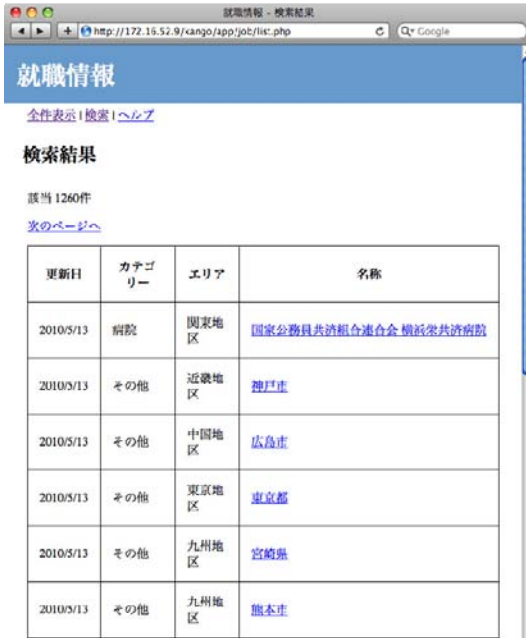 就職情報 - 検索結果
http://172.16.52.9/kango/app/job/list.php
Google
就職情報
全件表示 | 検索 | ヘルプ
検索結果
該当 1260件
次のページへ
更新日 カテゴリー エリア 名称
2010/5/13 病院 関東地区 国家公務員共済組合連合会 横浜栄共済病院
2010/5/13 その他 近畿地区 神戸市
2010/5/13 その他 中国地区 広島市
2010/5/13 その他 東京地区 東京都
2010/5/13 その他 九州地区 宮崎県
2010/5/13 その他 九州地区 熊本市